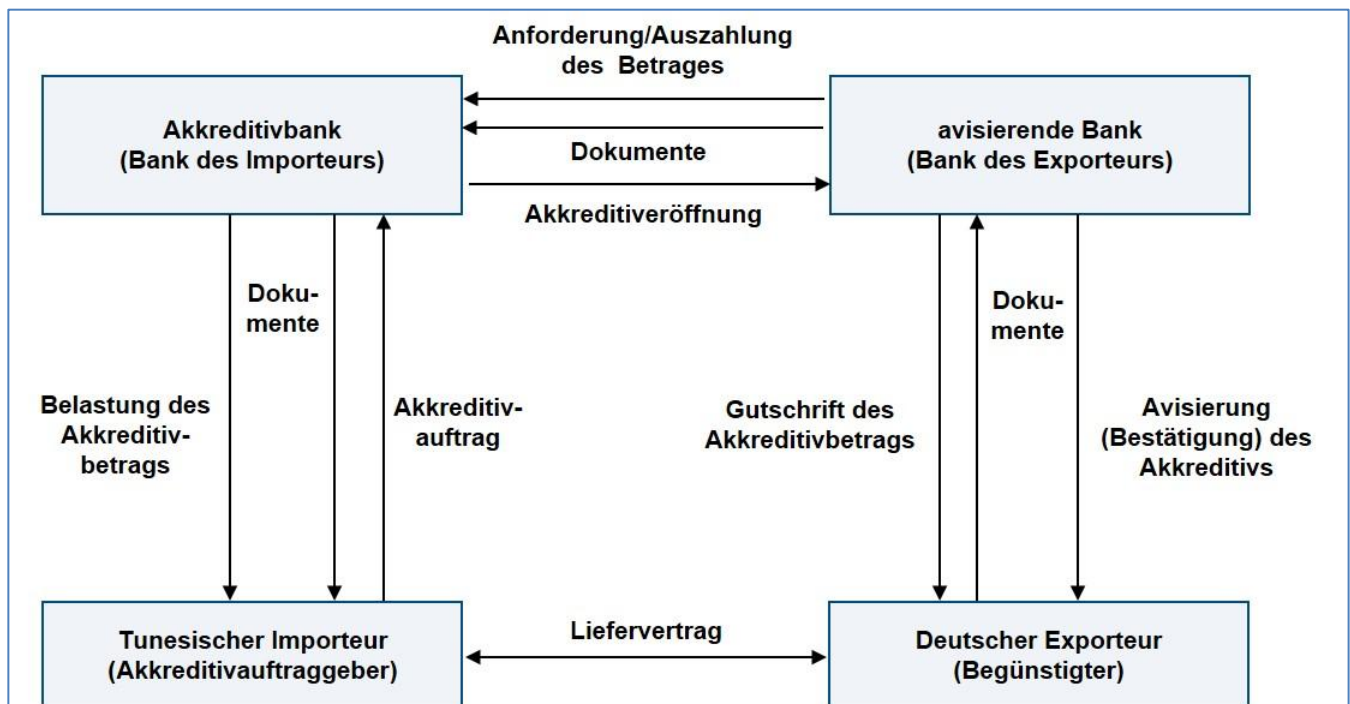 Anforderung/Auszahlung
des Betrages
Akkreditivbank
(Bank des Importeurs)
avisierende Bank
(Bank des Exporteurs)
Dokumente
Akkreditiveröffnung
Doku-
mente
Doku-
mente
Belastung des
Akkreditiv-
betrags
Akkreditiv-
auftrag
Gutschrift des
Akkreditivbetrags
Avisierung
(Bestätigung) des
Akkreditivs
Tunesischer Importeur
(Akkreditivauftraggeber)
Liefervertrag
Deutscher Exporteur
(Begünstigter)